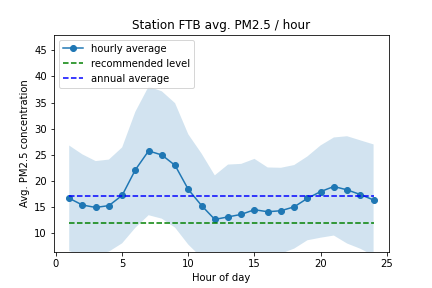 Station FTB avg. PM2.5 / hour
hourly average
recommended level
annual average
Avg. PM2.5 concentration
45
40
35
30
25
20
15
10
0 5 10 15 20 25
Hour of day